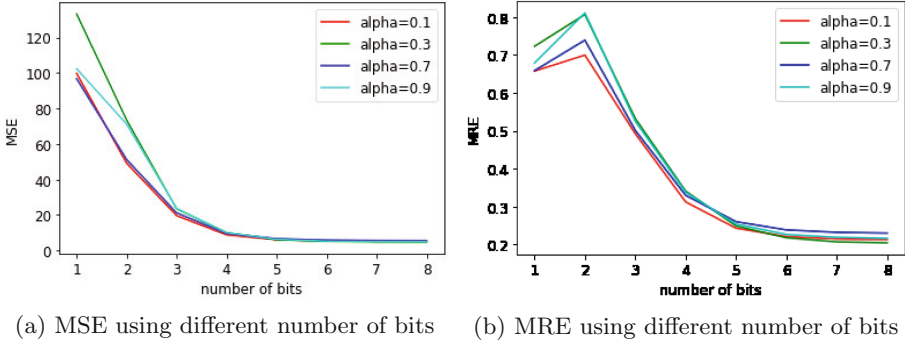 120
100
80
60
40
20
0
MSE
1 2 3 4 5 6 7 8
number of bits
alpha=0.1
alpha=0.3
alpha=0.7
alpha=0.9
(a) MSE using different number of bits
0.8
0.7
0.6
0.5
0.4
0.3
0.2
MRE
1 2 3 4 5 6 7 8
number of bits
alpha=0.1
alpha=0.3
alpha=0.7
alpha=0.9
(b) MRE using different number of bits